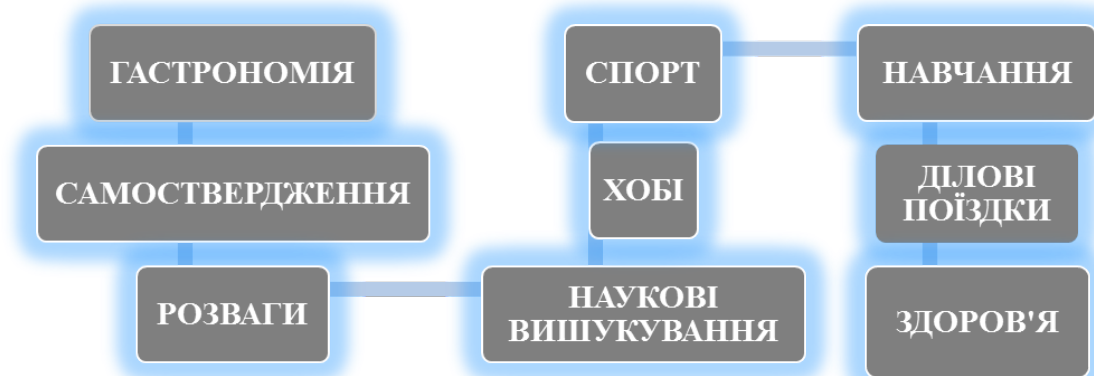 ГАСТРОНОМІЯ
САМОСТВЕРДЖЕННЯ
РОЗВАГИ
НАУКОВІ
ВИШУКУВАННЯ
ХОБІ
СПОРТ
НАВЧАННЯ
ДІЛОВІ
ПОЇЗДКИ
ЗДОРОВ'Я